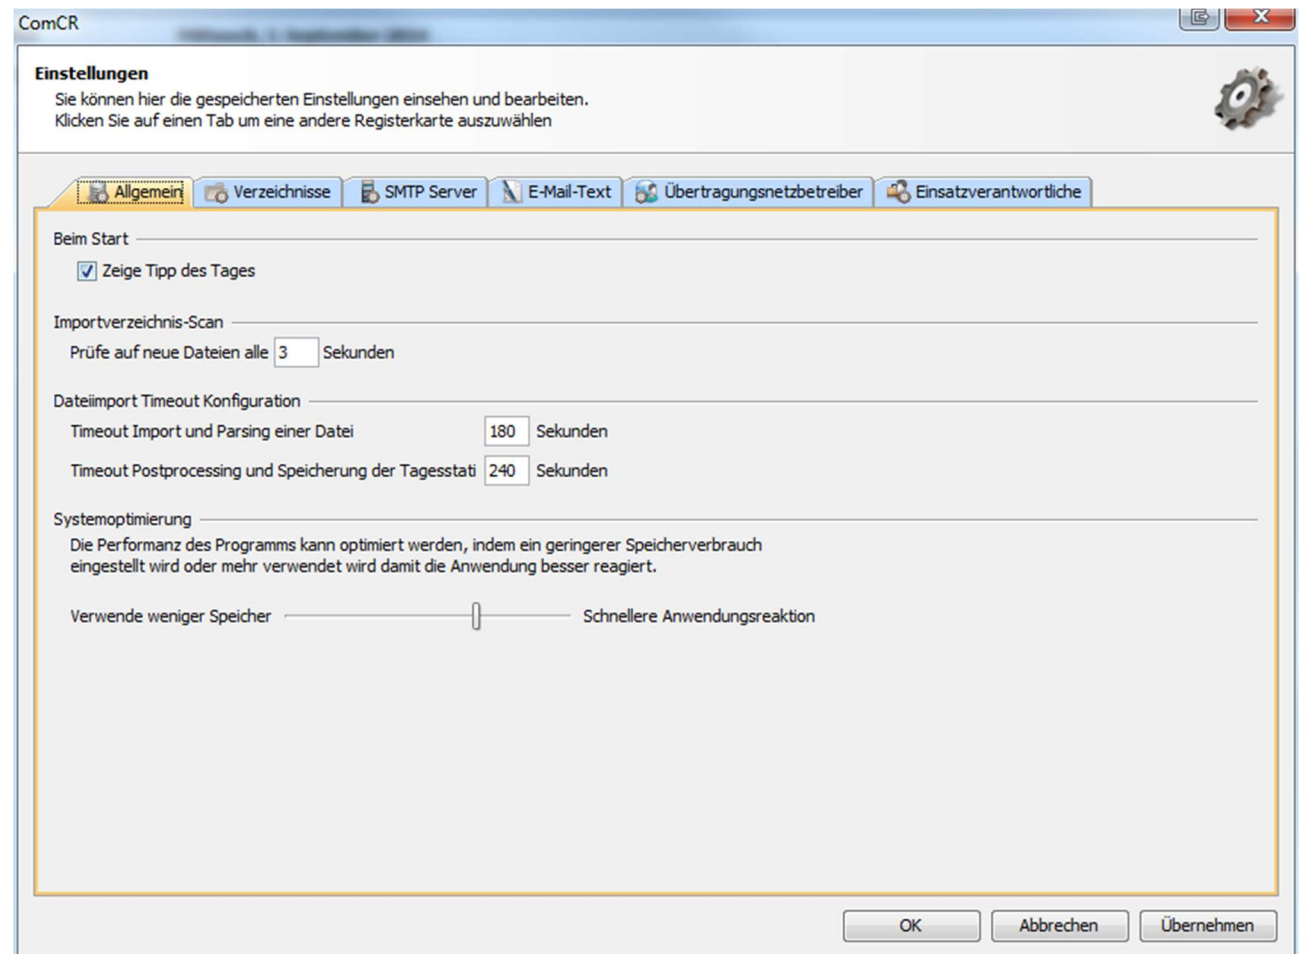 ComCR
Einstellungen
Sie können hier die gespeicherten Einstellungen einsehen und bearbeiten.
Klicken Sie auf einen Tab um eine andere Registerkarte auszuwählen
Allgemein Verzeichnisse SMTP Server E-Mail-Text Übertragungsnetzbetreiber Einsatzverantwortliche
Beim Start
Zeige Tipp des Tages
Importverzeichnis-Scan
Prüfe auf neue Dateien alle 3 Sekunden
Dateiimport Timeout Konfiguration
Timeout Import und Parsing einer Datei 180 Sekunden
Timeout Postprocessing und Speicherung der Tagesstati 240 Sekunden
Systemoptimierung
Die Performanz des Programms kann optimiert werden, indem ein geringerer Speicherverbrauch
eingestellt wird oder mehr verwendet wird damit die Anwendung besser reagiert.
Verwende weniger Speicher Schnellere Anwendungsreaktion
OK Abbrechen Übernehmen